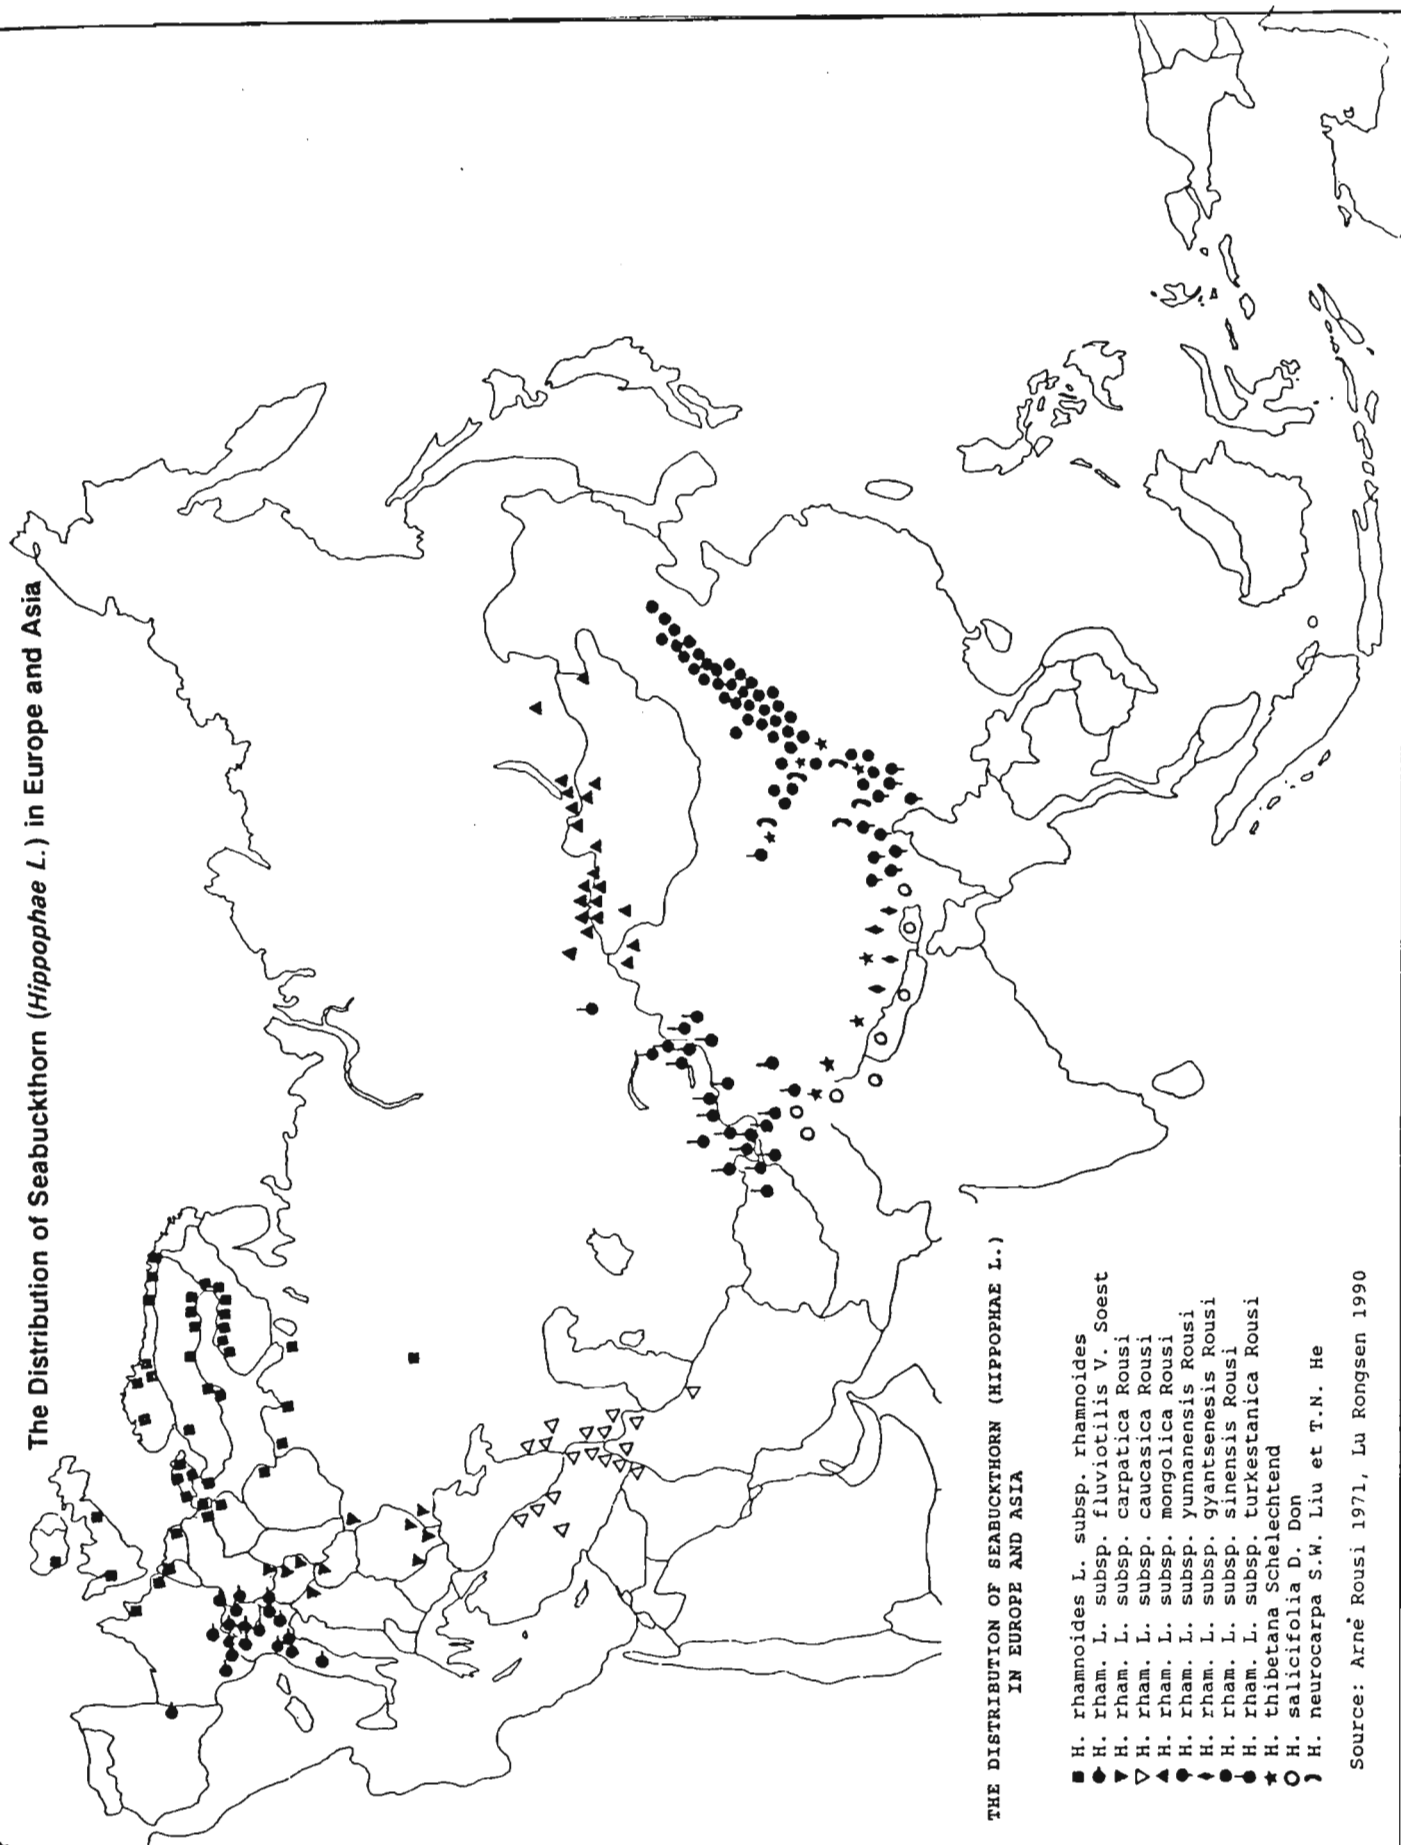 The Distribution of Seabuckthorn (Hippophae L.) in Europe and Asia
THE DISTRIBUTION OF SEABUCKTHORN (HIPPOPHAE L.)
IN EUROPE AND ASIA
H. rhamnoides L. subsp. rhamnoides
H. rham. L. subsp. fluviotilis V. Soest
H. rham. L. subsp. carpatica Rousi
H. rham. L. subsp. caucasica Rousi
H. rham. L. subsp. mongolica Rousi
H. rham. L. subsp. yunnanensis Rousi
H. rham. L. subsp. gyantsenesis Rousi
H. rham. L. subsp. sinensis Rousi
H. rham. L. subsp. turkestanica Rousi
H. thibetana Schelechtend
H. salicifolia D. Don
H. neurocarpa S.W. Liu et T.N. He
Source: Arne Rousi 1971, Lu Rongsen 1990